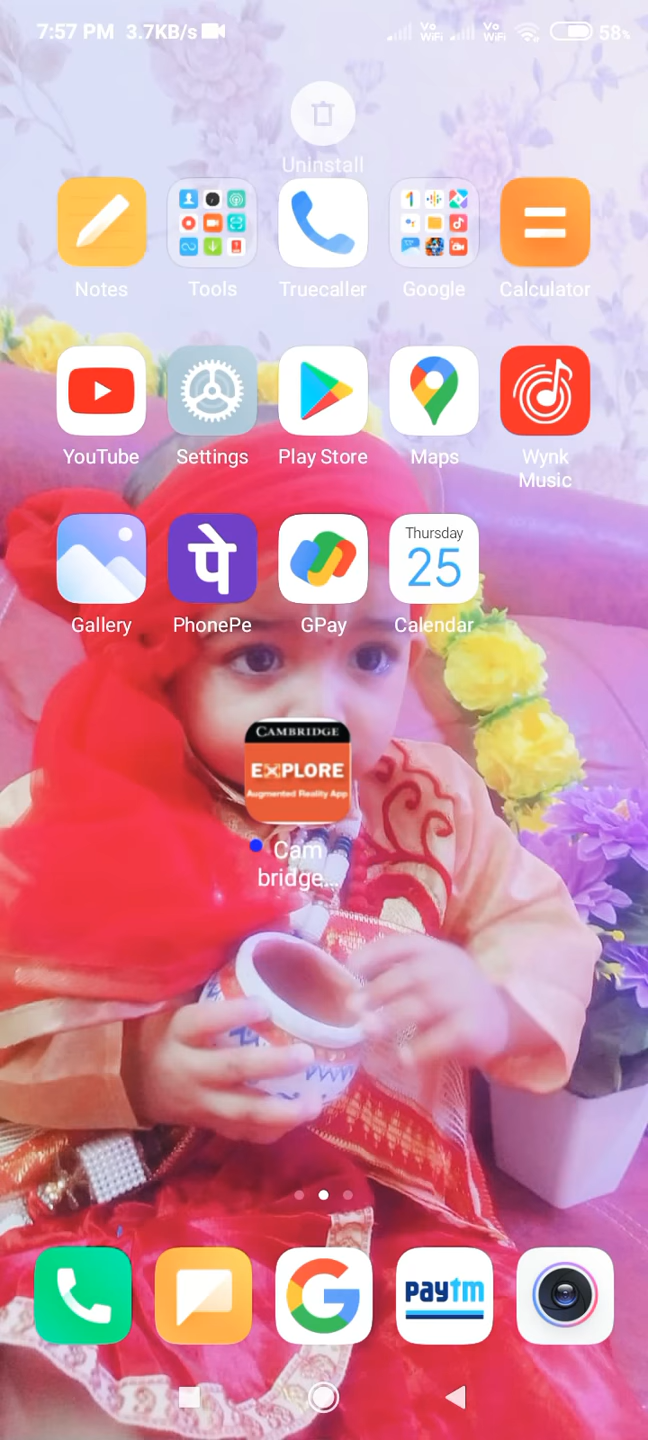 7:57 PM 3.7KB/s Vo WiFi Vo WiFi 58%
Uninstall
Notes Tools Truecaller Google Calculator
YouTube Settings Play Store Maps Wynk Music
Thursday
25
पे
Gallery PhonePe GPay Calendar
CAMBRIDGE
EXPLORE
Augmented Reality App
Cam
bridge...
G paytm